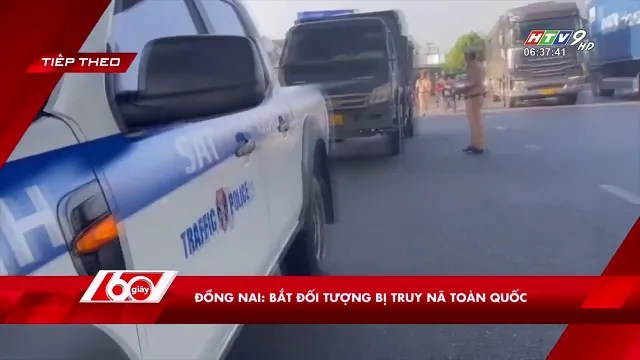 TIẾP THEO
HTV9 HD
06:37:41
SÁT
H
TRAFFIC POLICE
60 giây
ĐỒNG NAI: BẮT ĐỐI TƯỢNG BỊ TRUY NÃ TOÀN QUỐC